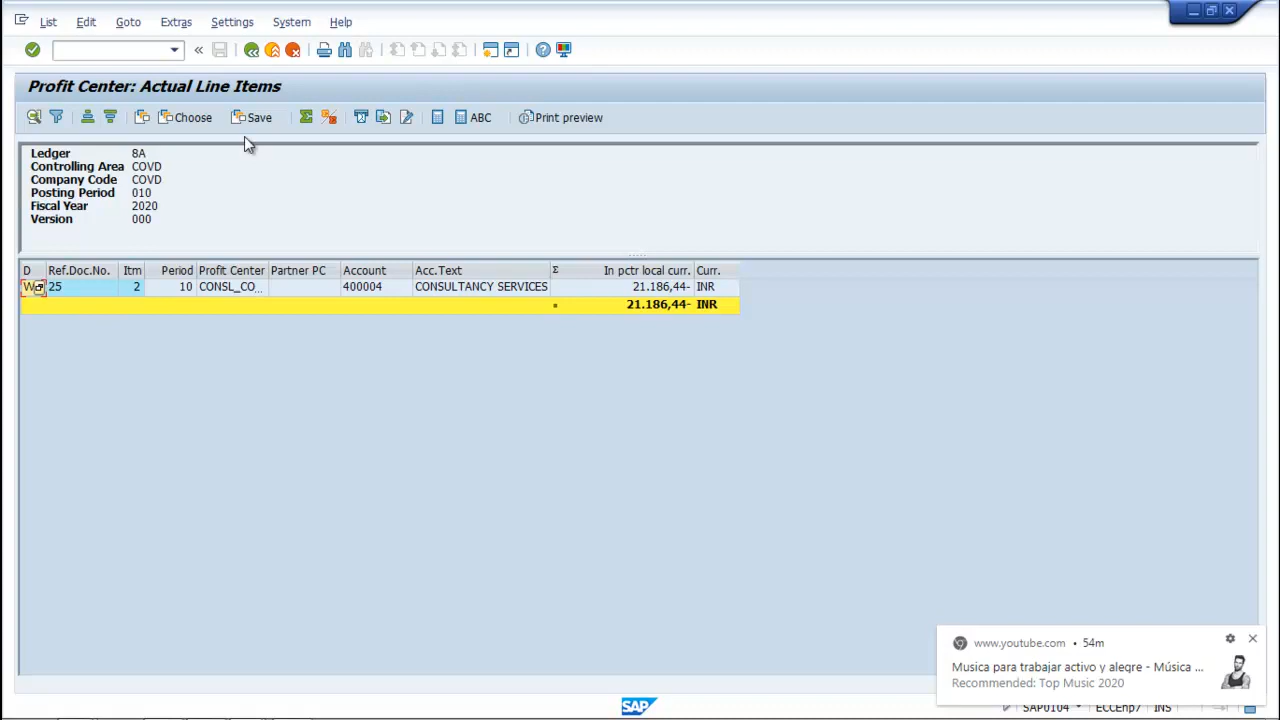 List Edit Goto Extras Settings System Help
Profit Center: Actual Line Items
Choose Save ABC Print preview
Ledger 8A
Controlling Area COVD
Company Code COVD
Posting Period 010
Fiscal Year 2020
Version 000
D Ref.Doc.No. Itm Period Profit Center Partner PC Account Acc.Text Σ In pctr local curr. Curr.
W 25 2 10 CONSL_CO... 400004 CONSULTANCY SERVICES 21.186,44- INR
21.186,44- INR
www.youtube.com • 54m
Musica para trabajar activo y alegre - Música ...
Recommended: Top Music 2020
SAP SAP0104 ECCEhp7 INS